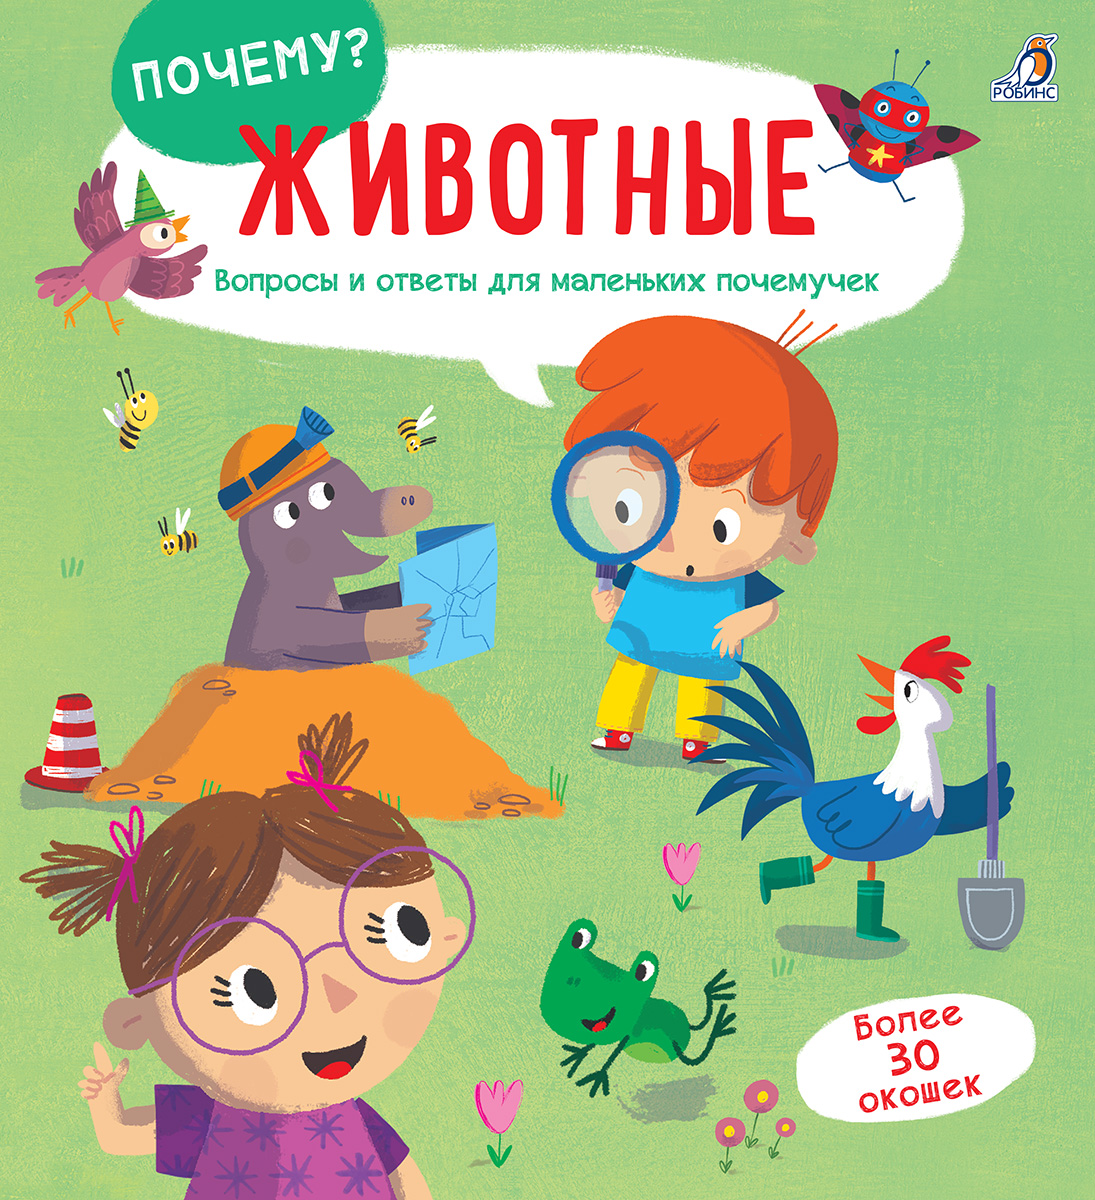 ПОЧЕМУ?
ЖИВОТНЫЕ
Вопросы и ответы для маленьких почемучек
РОБИНС
Более
30
окошек